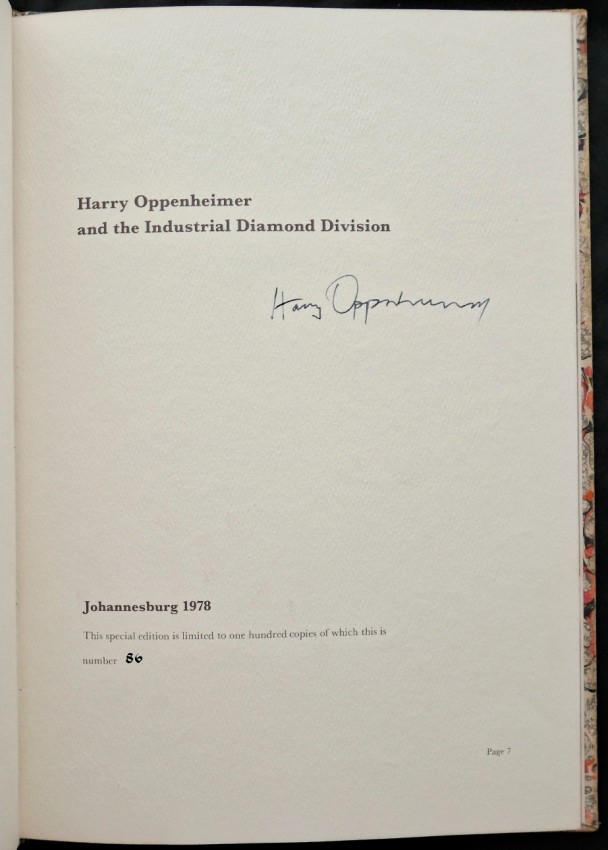 Harry Oppenheimer
and the Industrial Diamond Division
Harry Oppenheimer
Johannesburg 1978
This special edition is limited to one hundred copies of which this is
number 86
Page 7